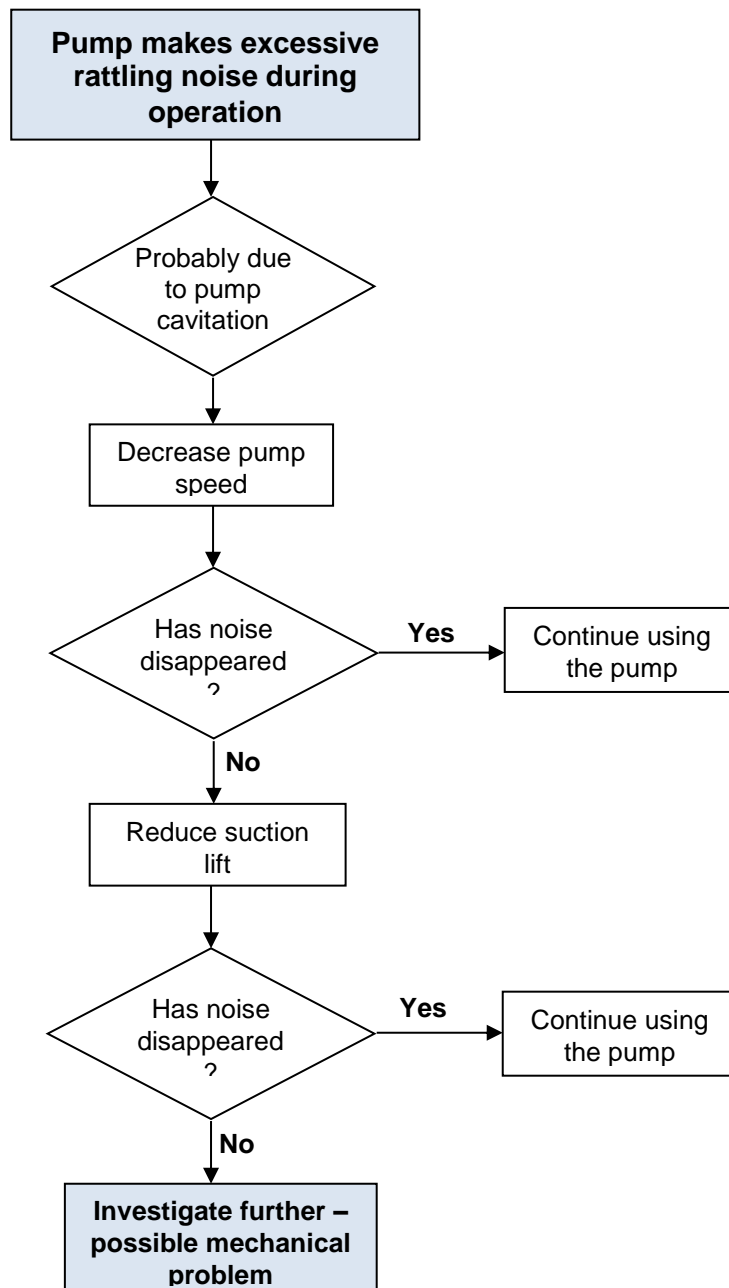 Pump makes excessive
rattling noise during
operation
Probably due
to pump
cavitation
Decrease pump
speed
Has noise
disappeared
?
Yes
Continue using
the pump
No
Reduce suction
lift
Has noise
disappeared
?
Yes
Continue using
the pump
No
Investigate further –
possible mechanical
problem